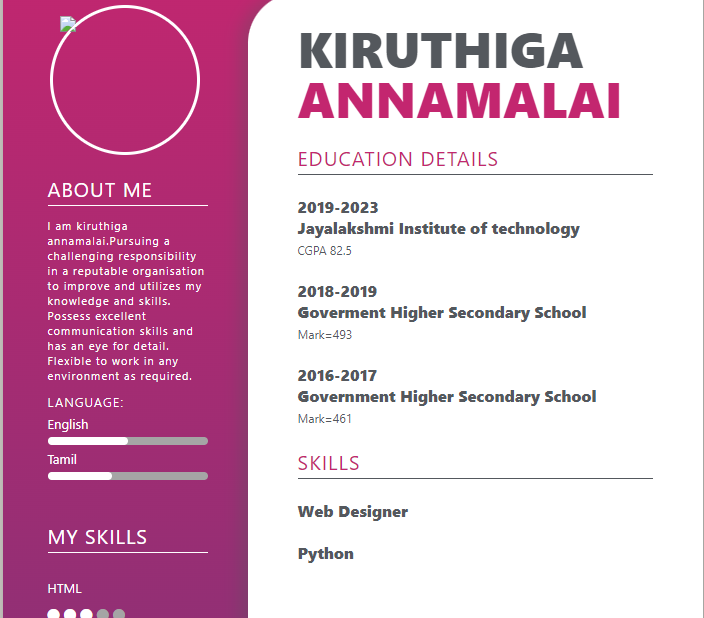 ABOUT ME
I am kiruthiga
annamalai.Pursuing a
challenging responsibility
in a reputable organisation
to improve and utilizes my
knowledge and skills.
Possess excellent
communication skills and
has an eye for detail.
Flexible to work in any
environment as required.
LANGUAGE:
English
Tamil
MY SKILLS
HTML
KIRUTHIGA
ANNAMALAI
EDUCATION DETAILS
2019-2023
Jayalakshmi Institute of technology
CGPA 82.5
2018-2019
Goverment Higher Secondary School
Mark=493
2016-2017
Government Higher Secondary School
Mark=461
SKILLS
Web Designer
Python